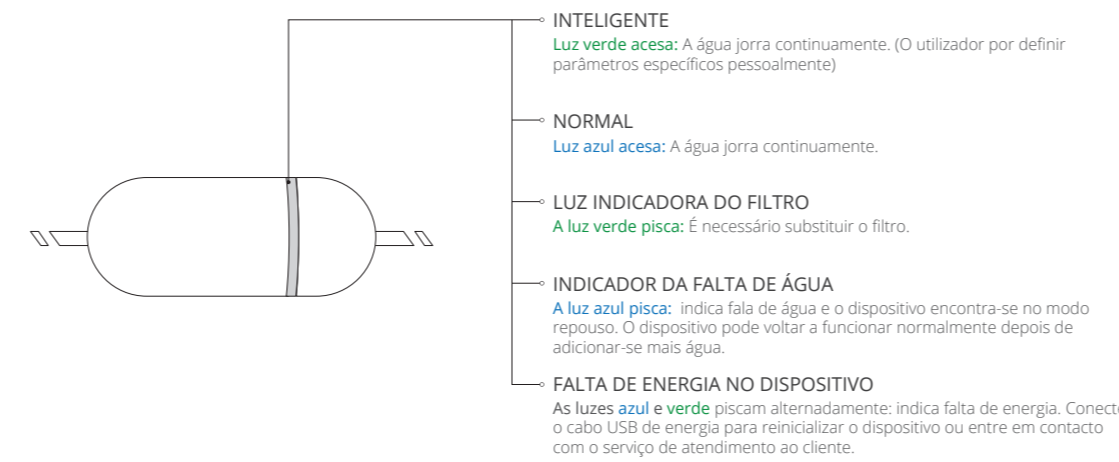 INTELIGENTE
Luz verde acesa: A água jorra continuamente. (O utilizador por definir
parâmetros específicos pessoalmente)
NORMAL
Luz azul acesa: A água jorra continuamente.
LUZ INDICADORA DO FILTRO
A luz verde pisca: É necessário substituir o filtro.
INDICADOR DA FALTA DE ÁGUA
A luz azul pisca: indica fala de água e o dispositivo encontra-se no modo
repouso. O dispositivo pode voltar a funcionar normalmente depois de
adicionar-se mais água.
FALTA DE ENERGIA NO DISPOSITIVO
As luzes azul e verde piscam alternadamente: indica falta de energia. Conect
o cabo USB de energia para reinicializar o dispositivo ou entre em contacto
com o serviço de atendimento ao cliente.